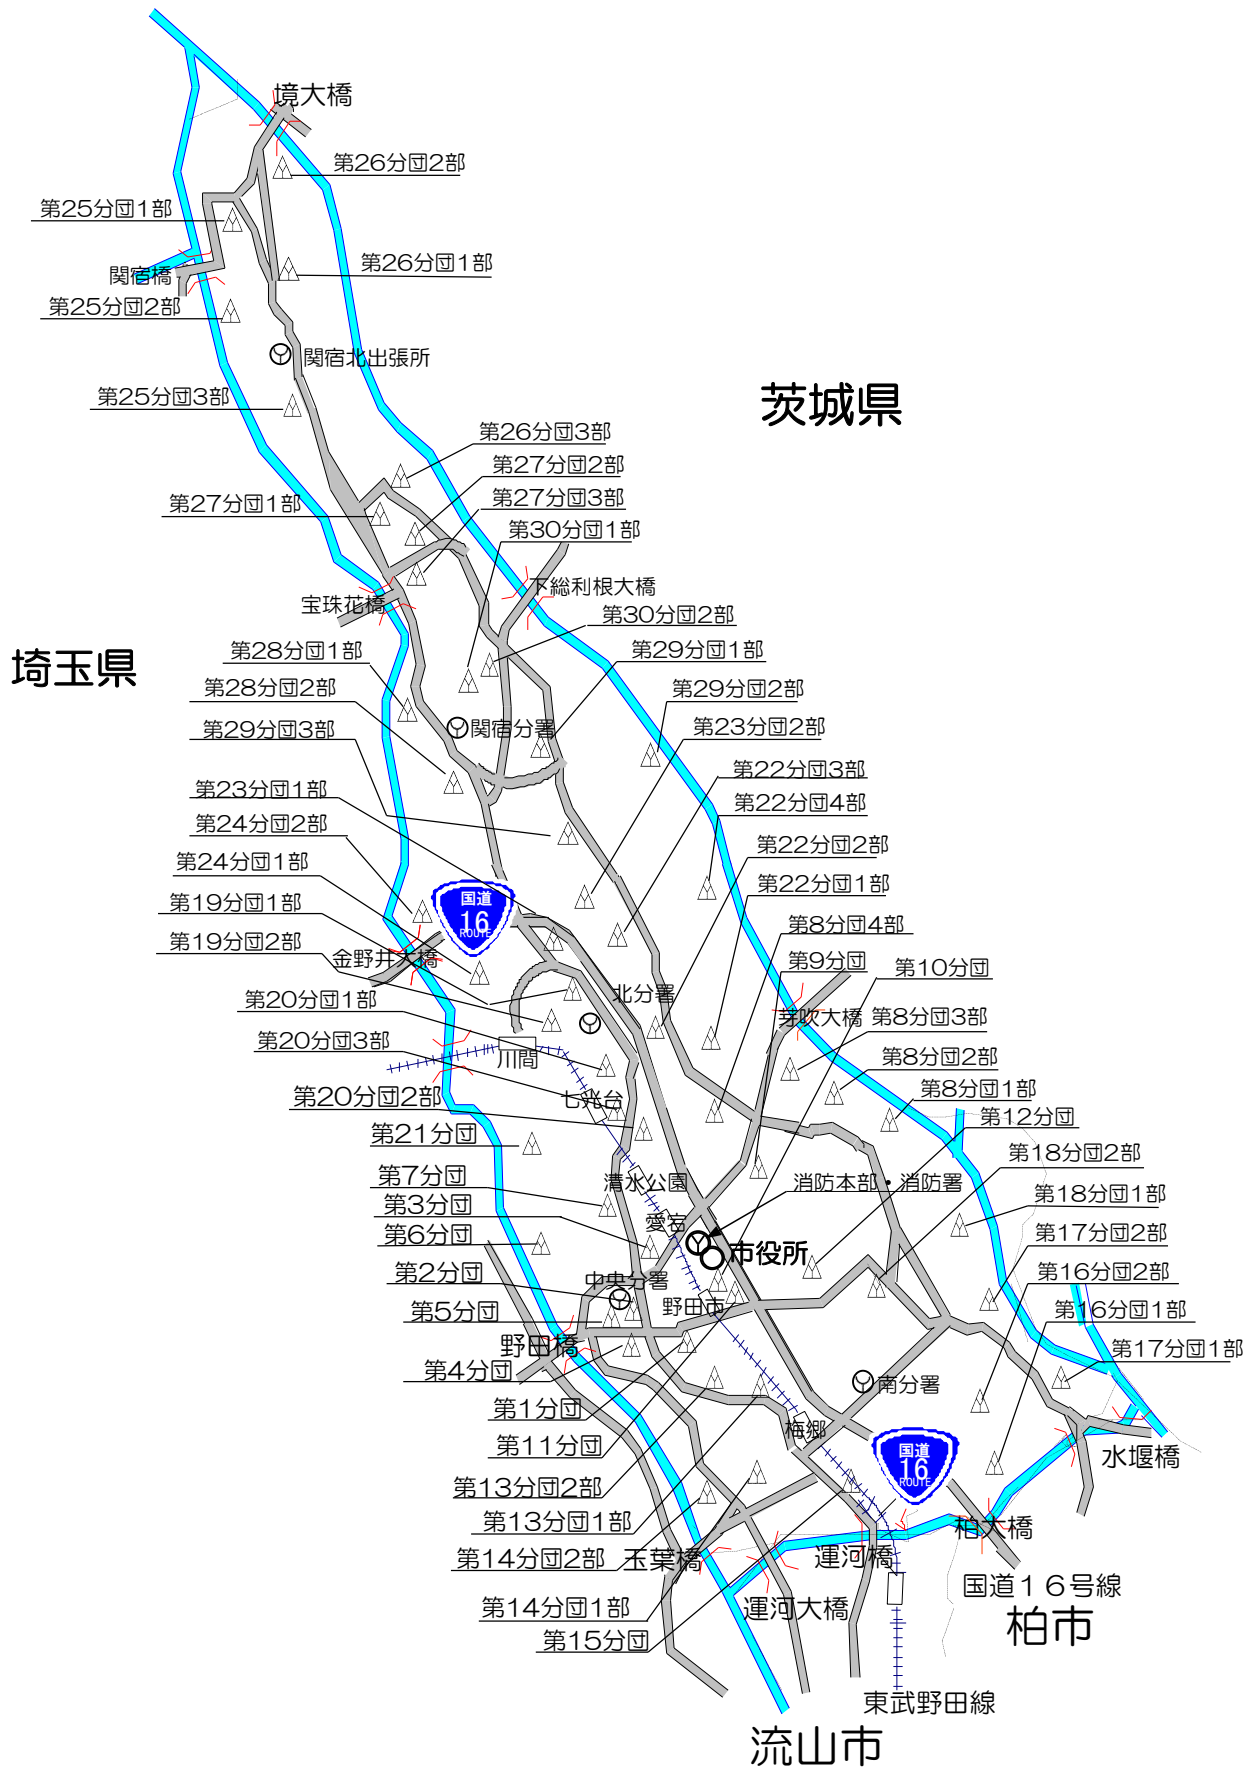 境大橋
第26分団2部
第25分団1部
第26分団1部
関宿橋
第25分団2部
関宿北出張所
第25分団3部
茨城県
第26分団3部
第27分団2部
第27分団1部
第27分団3部
第30分団1部
下総利根大橋
宝珠花橋
第30分団2部
埼玉県
第28分団1部
第29分団1部
第28分団2部
第29分団2部
第29分団3部
関宿分署
第23分団2部
第22分団3部
第23分団1部
第22分団4部
第24分団2部
第22分団2部
第24分団1部
第22分団1部
国道
16
ROUTE
第19分団1部
第8分団4部
第19分団2部
金野井大橋
第9分団
第10分団
北分署
第20分団1部
芽吹大橋
第8分団3部
第20分団3部
川間
第8分団2部
第20分団2部
七光台
第8分団1部
第12分団
第21分団
第18分団2部
第7分団
清水公園
消防本部・消防署
第18分団1部
第3分団
愛宕
第6分団
市役所
第17分団2部
第2分団
中央分署
第16分団2部
第5分団
野田市
第16分団1部
野田橋
第17分団1部
第4分団
南分署
第1分団
梅郷
第11分団
国道
16
ROUTE
水堰橋
第13分団2部
第13分団1部
柏大橋
第14分団2部
玉葉橋
運河橋
国道16号線
第14分団1部
運河大橋
柏市
第15分団
東武野田線
流山市